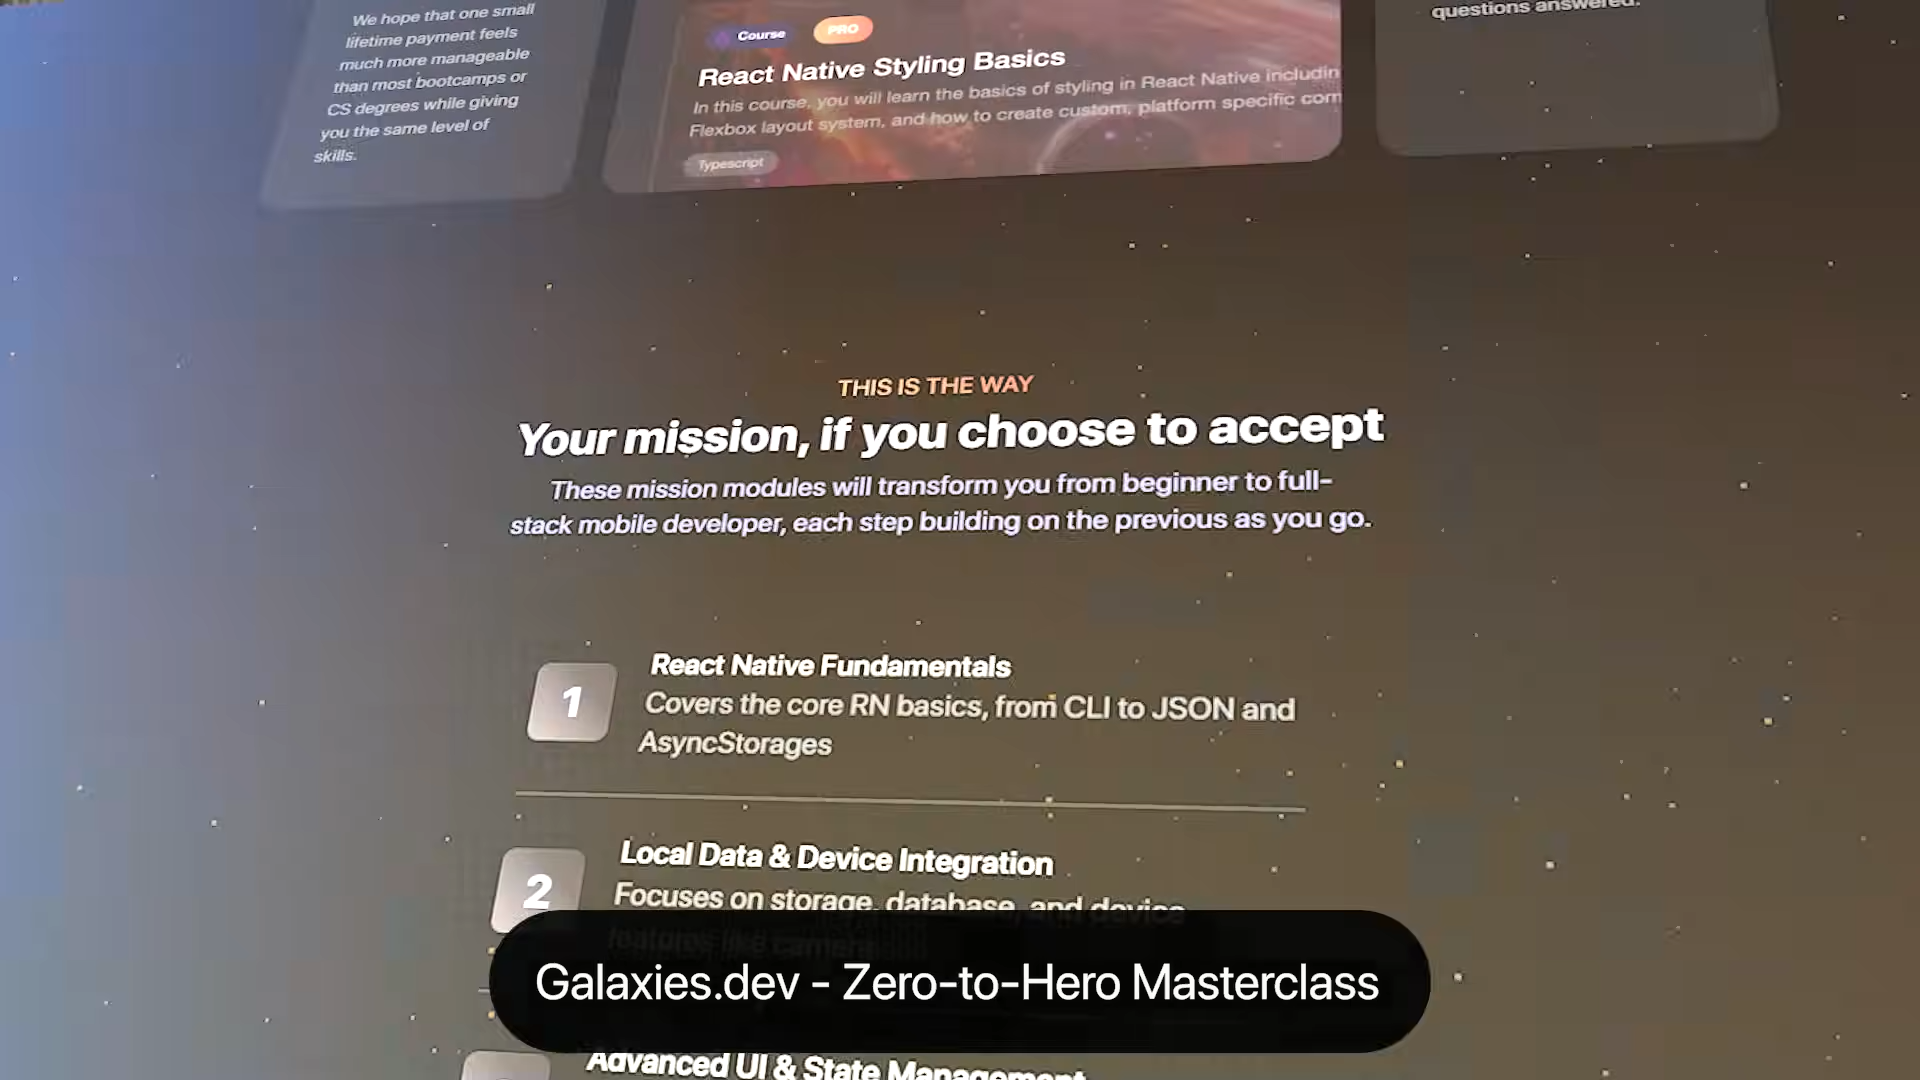 We hope that one small
lifetime payment feels
much more manageable
than most bootcamps or
CS degrees while giving
you the same level of
skills.
Course
PRO
React Native Styling Basics
In this course, you will learn the basics of styling in React Native includin
Flexbox layout system, and how to create custom, platform specific com
Typescript
questions answered.
THIS IS THE WAY
Your mission, if you choose to accept
These mission modules will transform you from beginner to full-
stack mobile developer, each step building on the previous as you go.
1
React Native Fundamentals
Covers the core RN basics, from CLI to JSON and
AsyncStorages
2
Local Data & Device Integration
Focuses on storage, database, and device
features like camera
Galaxies.dev - Zero-to-Hero Masterclass
Advanced UI & State Management